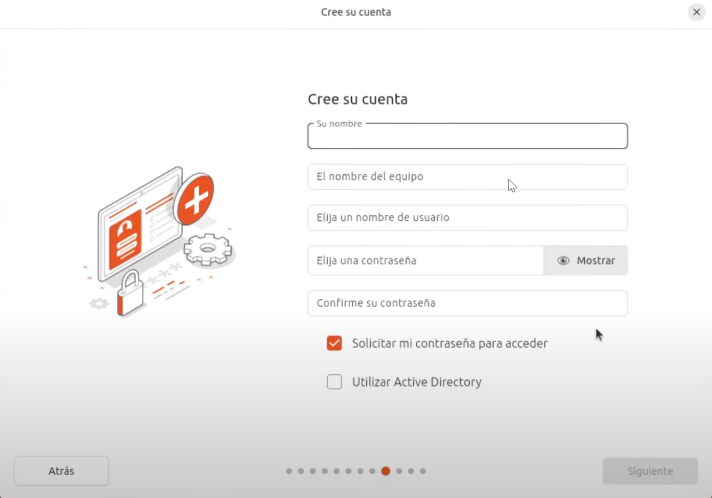 Cree su cuenta
Cree su cuenta
Su nombre
El nombre del equipo
Elija un nombre de usuario
Elija una contraseña
Mostrar
Confirme su contraseña
Solicitar mi contraseña para acceder
Utilizar Active Directory
Atrás
Siguiente